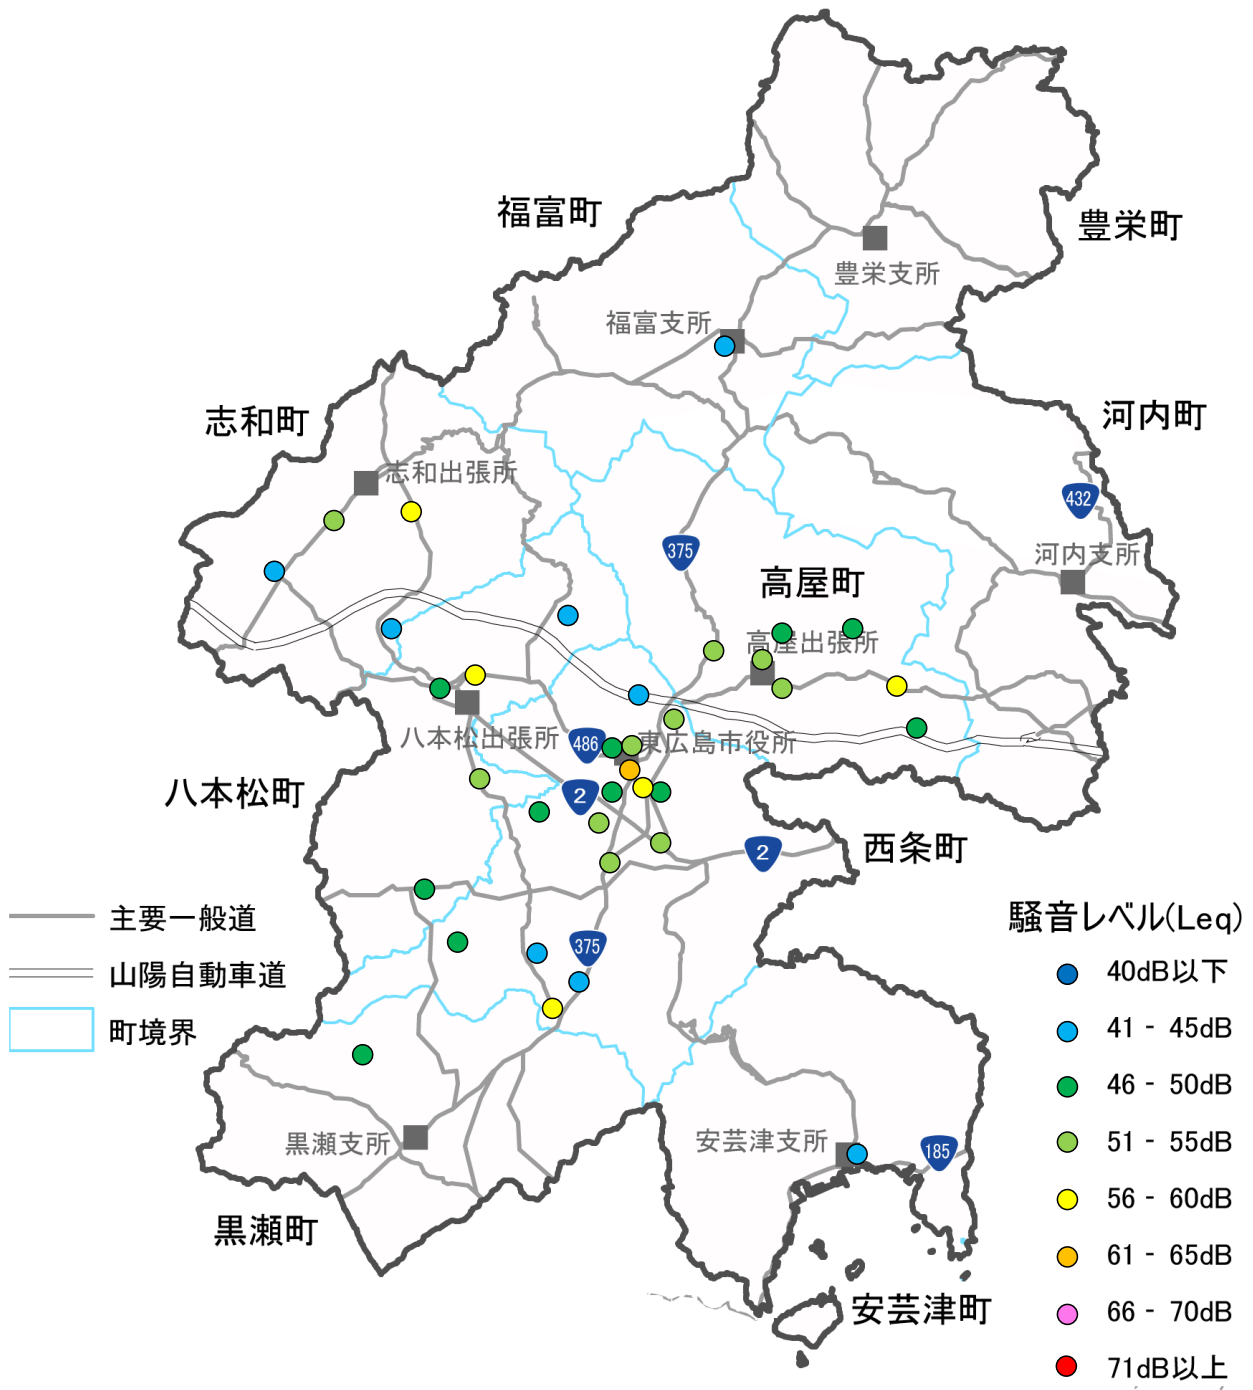 福富町
豊栄町
豊栄支所
福富支所
志和町
河内町
志和出張所
432
375
河内支所
高屋町
高屋出張所
八本松出張所
486
東広島市役所
八本松町
2
西条町
2
主要一般道
山陽自動車道
町境界
375
騒音レベル(Leq)
40dB以下
41 - 45dB
46 - 50dB
51 - 55dB
56 - 60dB
61 - 65dB
66 - 70dB
71dB以上
黒瀬支所
安芸津支所
185
黒瀬町
安芸津町